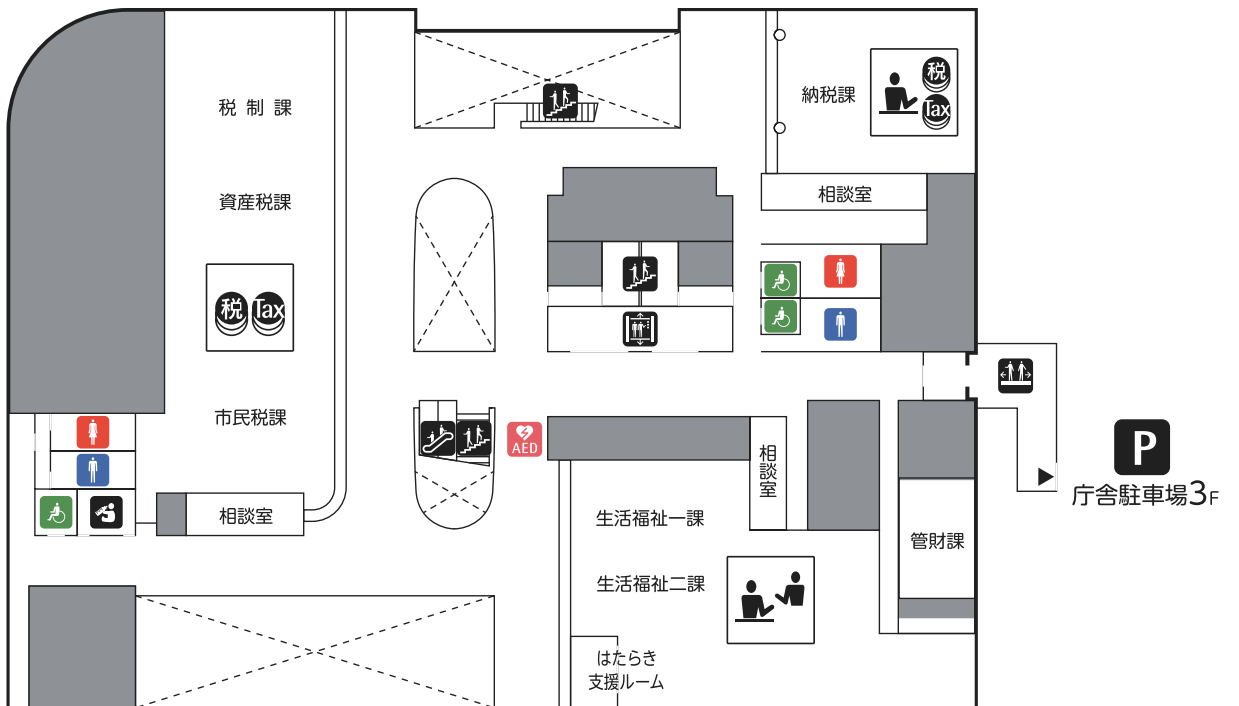 税制課
資産税課
税 Tax
市民税課
相談室
納税課
税
Tax
相談室
AED
相談室
生活福祉一課
生活福祉二課
はたらき
支援ルーム
管財課
P
庁舎駐車場3F